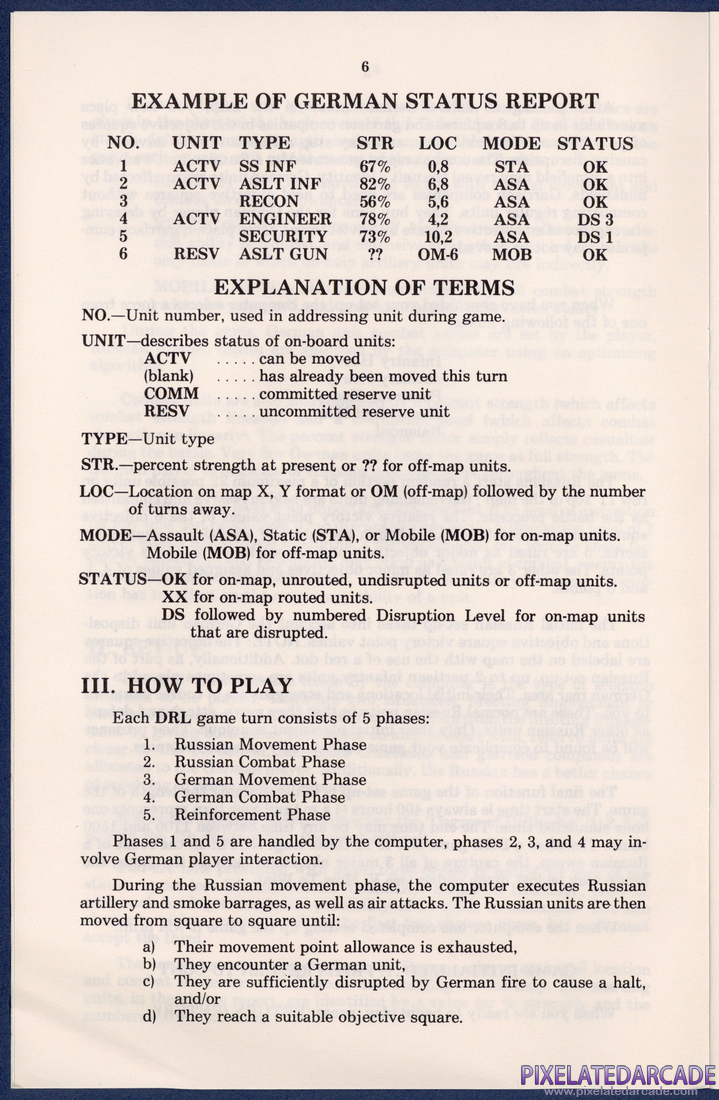 6
EXAMPLE OF GERMAN STATUS REPORT
NO. UNIT TYPE STR LOC MODE STATUS
1 ACTV SS INF 67% 0,8 STA OK
2 ACTV ASLT INF 82% 6,8 ASA OK
3 RECON 56% 5,6 ASA OK
4 ACTV ENGINEER 78% 4,2 ASA DS 3
5 SECURITY 73% 10,2 ASA DS 1
6 RESV ASLT GUN ?? OM-6 MOB OK
EXPLANATION OF TERMS
NO.—Unit number, used in addressing unit during game.
UNIT—describes status of on-board units:
ACTV ..... can be moved
(blank) ..... has already been moved this turn
COMM ..... committed reserve unit
RESV ..... uncommitted reserve unit
TYPE—Unit type
STR.—percent strength at present or ?? for off-map units.
LOC—Location on map X, Y format or OM (off-map) followed by the number
of turns away.
MODE—Assault (ASA), Static (STA), or Mobile (MOB) for on-map units.
Mobile (MOB) for off-map units.
STATUS—OK for on-map, unrouted, undisrupted units or off-map units.
XX for on-map routed units.
DS followed by numbered Disruption Level for on-map units
that are disrupted.
III. HOW TO PLAY
Each DRL game turn consists of 5 phases:
1. Russian Movement Phase
2. Russian Combat Phase
3. German Movement Phase
4. German Combat Phase
5. Reinforcement Phase
Phases 1 and 5 are handled by the computer, phases 2, 3, and 4 may in-
volve German player interaction.
During the Russian movement phase, the computer executes Russian
artillery and smoke barrages, as well as air attacks. The Russian units are then
moved from square to square until:
a) Their movement point allowance is exhausted,
b) They encounter a German unit,
c) They are sufficiently disrupted by German fire to cause a halt,
and/or
d) They reach a suitable objective square.
PIXELATEDARCADE
www.pixelatedarcade.com